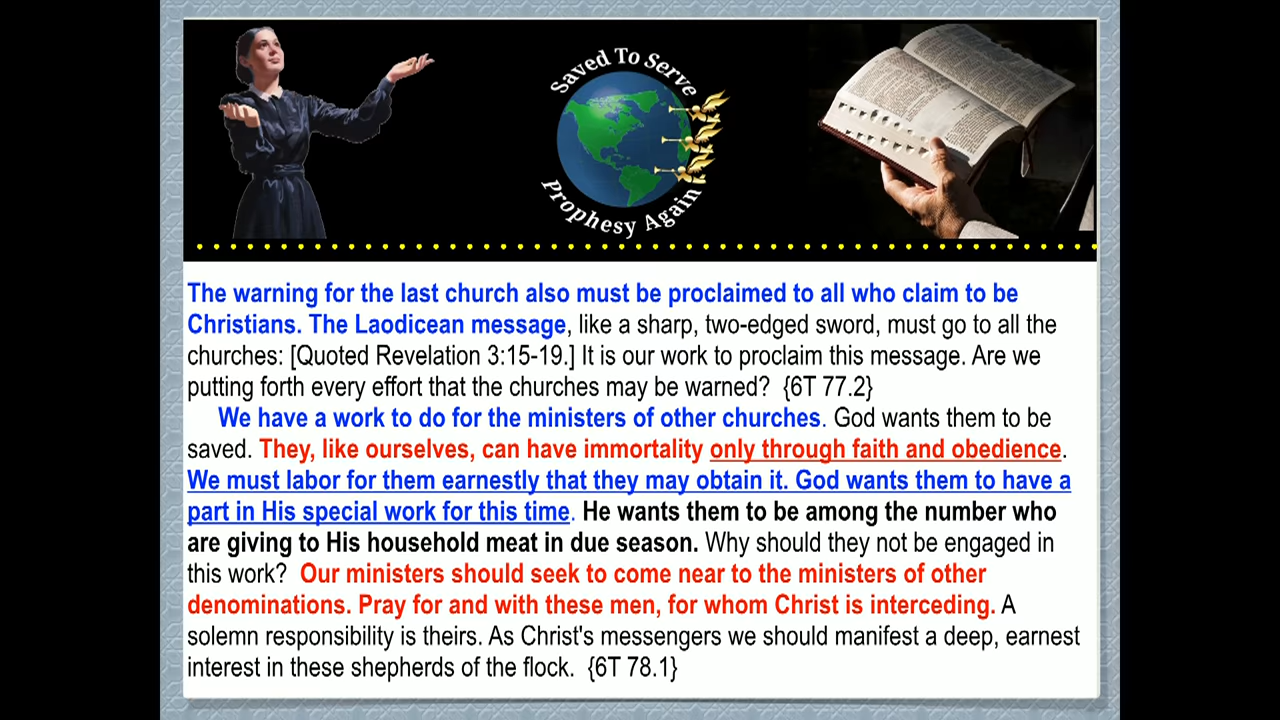 Saved To Serve
Prophesy Again
The warning for the last church also must be proclaimed to all who claim to be
Christians. The Laodicean message, like a sharp, two-edged sword, must go to all the
churches: [Quoted Revelation 3:15-19.] It is our work to proclaim this message. Are we
putting forth every effort that the churches may be warned? {6T 77.2}
We have a work to do for the ministers of other churches. God wants them to be
saved. They, like ourselves, can have immortality only through faith and obedience.
We must labor for them earnestly that they may obtain it. God wants them to have a
part in His special work for this time. He wants them to be among the number who
are giving to His household meat in due season. Why should they not be engaged in
this work? Our ministers should seek to come near to the ministers of other
denominations. Pray for and with these men, for whom Christ is interceding. A
solemn responsibility is theirs. As Christ's messengers we should manifest a deep, earnest
interest in these shepherds of the flock. {6T 78.1}